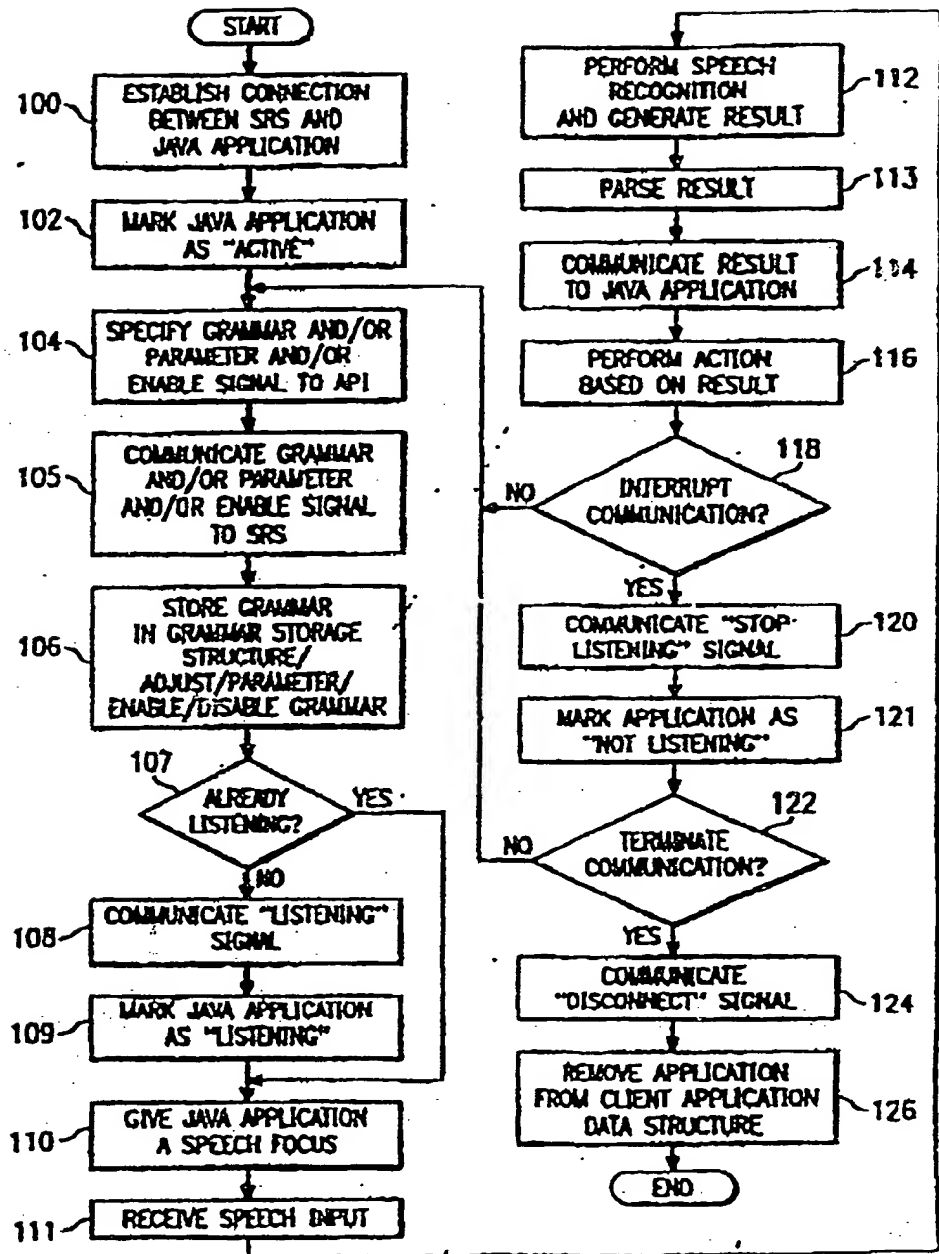 START
100
ESTABLISH CONNECTION
BETWEEN SRS AND
JAVA APPLICATION
102
MARK JAVA APPLICATION
AS "ACTIVE"
104
SPECIFY GRAMMAR AND/OR
PARAMETER AND/OR
ENABLE SIGNAL TO API
105
COMMUNICATE GRAMMAR
AND/OR PARAMETER
AND/OR ENABLE SIGNAL
TO SRS
106
STORE GRAMMAR
IN GRAMMAR STORAGE
STRUCTURE/
ADJUST/PARAMETER/
ENABLE/DISABLE GRAMMAR
107
ALREADY
LISTENING?
YES
NO
108
COMMUNICATE "LISTENING"
SIGNAL
109
MARK JAVA APPLICATION
AS "LISTENING"
110
GIVE JAVA APPLICATION
A SPEECH FOCUS
111
RECEIVE SPEECH INPUT
PERFORM SPEECH
RECOGNITION
AND GENERATE RESULT
112
PARSE RESULT
113
COMMUNICATE RESULT
TO JAVA APPLICATION
114
PERFORM ACTION
BASED ON RESULT
116
118
INTERRUPT
COMMUNICATION?
NO
YES
COMMUNICATE "STOP
LISTENING" SIGNAL
120
MARK APPLICATION AS
"NOT LISTENING"
121
122
TERMINATE
COMMUNICATION?
NO
YES
COMMUNICATE
"DISCONNECT" SIGNAL
124
REMOVE APPLICATION
FROM CLIENT APPLICATION
DATA STRUCTURE
126
END